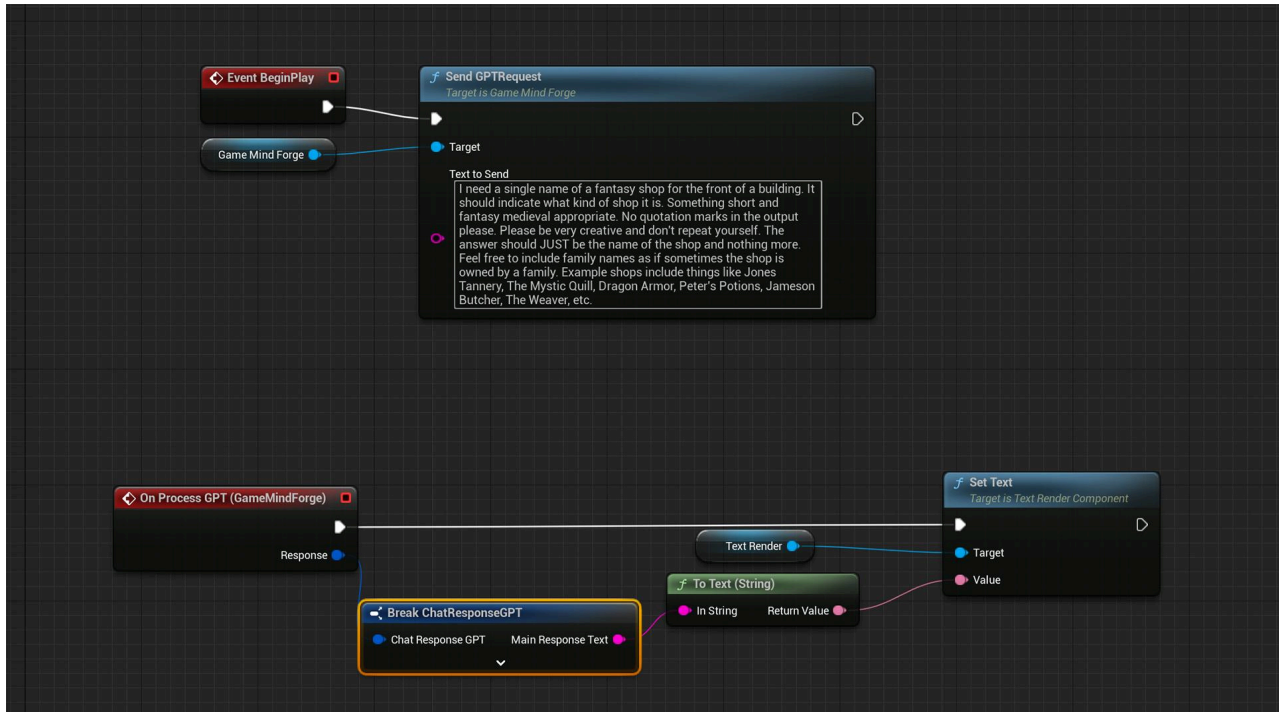 Event BeginPlay
Send GPTRequest
Target is Game Mind Forge
Game Mind Forge
Target
Text to Send
I need a single name of a fantasy shop for the front of a building. It
should indicate what kind of shop it is. Something short and
fantasy medieval appropriate. No quotation marks in the output
please. Please be very creative and don't repeat yourself. The
answer should JUST be the name of the shop and nothing more.
Feel free to include family names as if sometimes the shop is
owned by a family. Example shops include things like Jones
Tannery, The Mystic Quill, Dragon Armor, Peter's Potions, Jameson
Butcher, The Weaver, etc.
On Process GPT (GameMindForge)
Response
Set Text
Target is Text Render Component
Text Render
Target
Value
To Text (String)
In String Return Value
Break ChatResponseGPT
Chat Response GPT Main Response Text